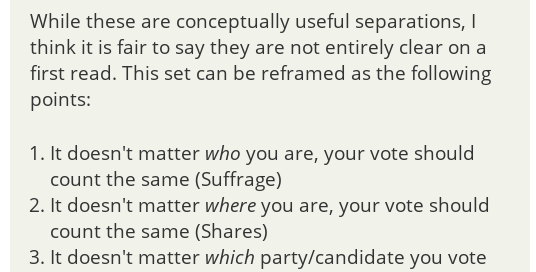 While these are conceptually useful separations, I
think it is fair to say they are not entirely clear on a
first read. This set can be reframed as the following
points:
1. It doesn't matter who you are, your vote should
count the same (Suffrage)
2. It doesn't matter where you are, your vote should
count the same (Shares)
3. It doesn't matter which party/candidate you vote